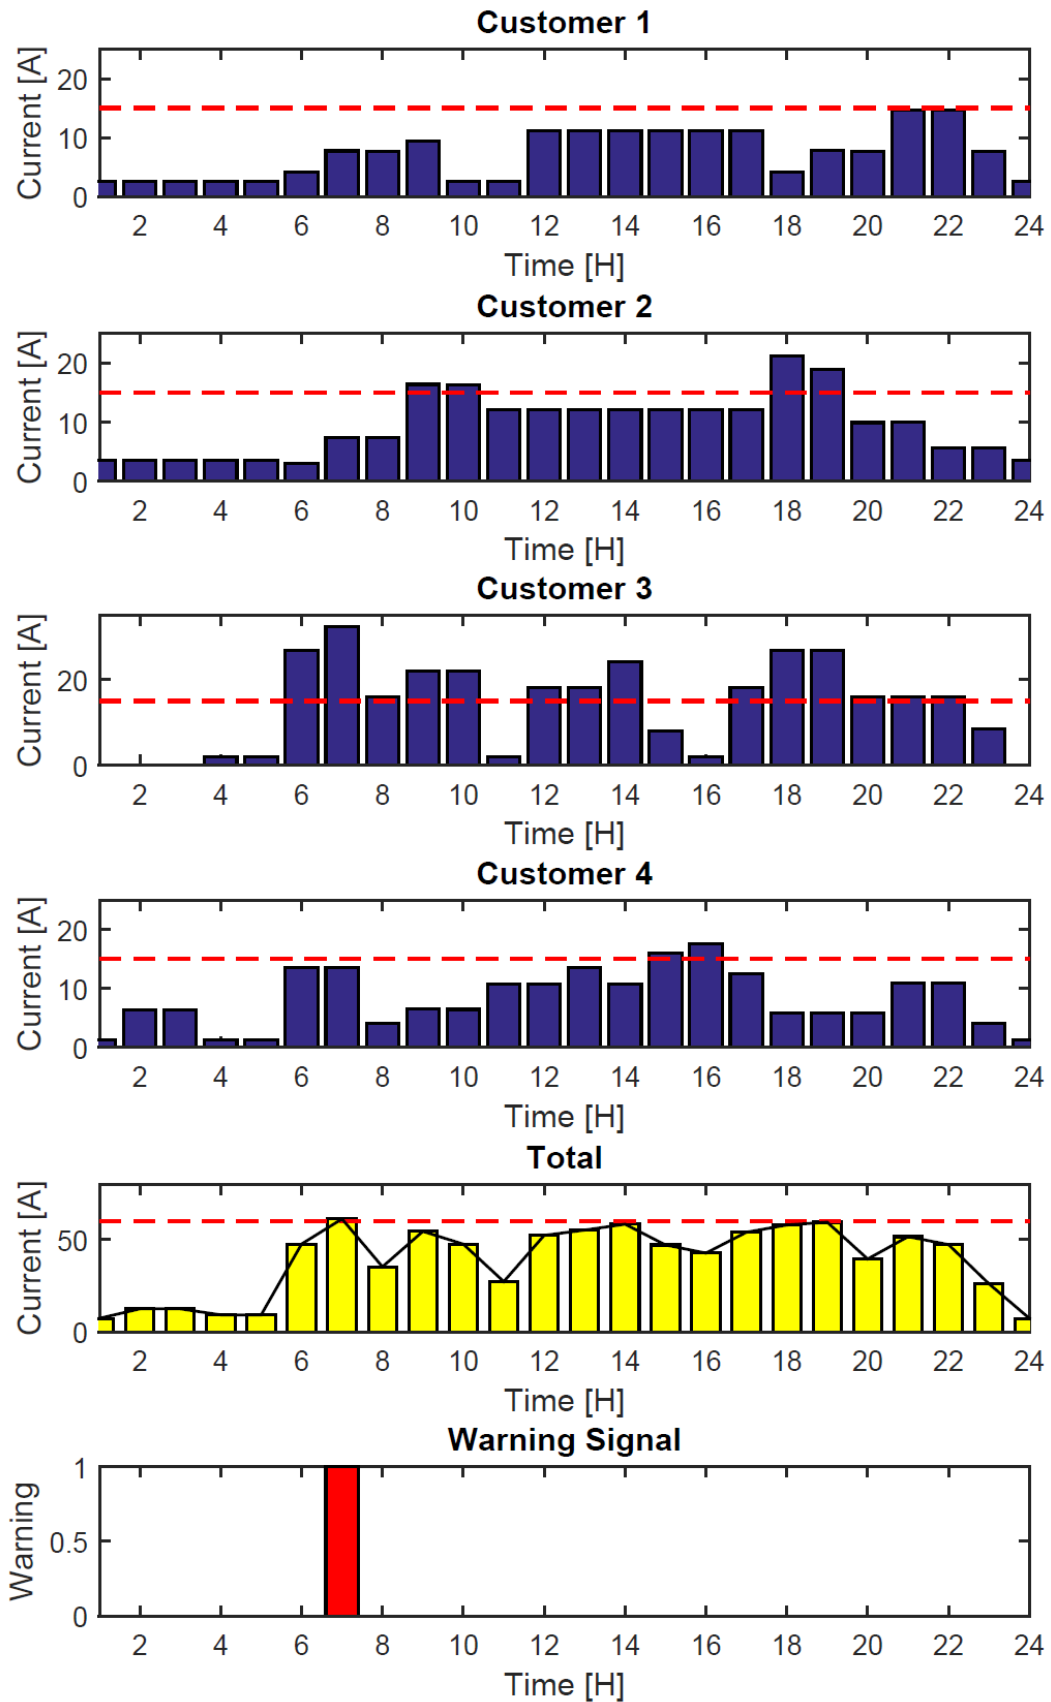 Customer 1
Current [A]
20
10
0
2 4 6 8 10 12 14 16 18 20 22 24
Time [H]
Customer 2
Current [A]
20
10
0
2 4 6 8 10 12 14 16 18 20 22 24
Time [H]
Customer 3
Current [A]
20
0
2 4 6 8 10 12 14 16 18 20 22 24
Time [H]
Customer 4
Current [A]
20
10
0
2 4 6 8 10 12 14 16 18 20 22 24
Time [H]
Total
Current [A]
50
0
2 4 6 8 10 12 14 16 18 20 22 24
Time [H]
Warning Signal
Warning
1
0.5
0
2 4 6 8 10 12 14 16 18 20 22 24
Time [H]